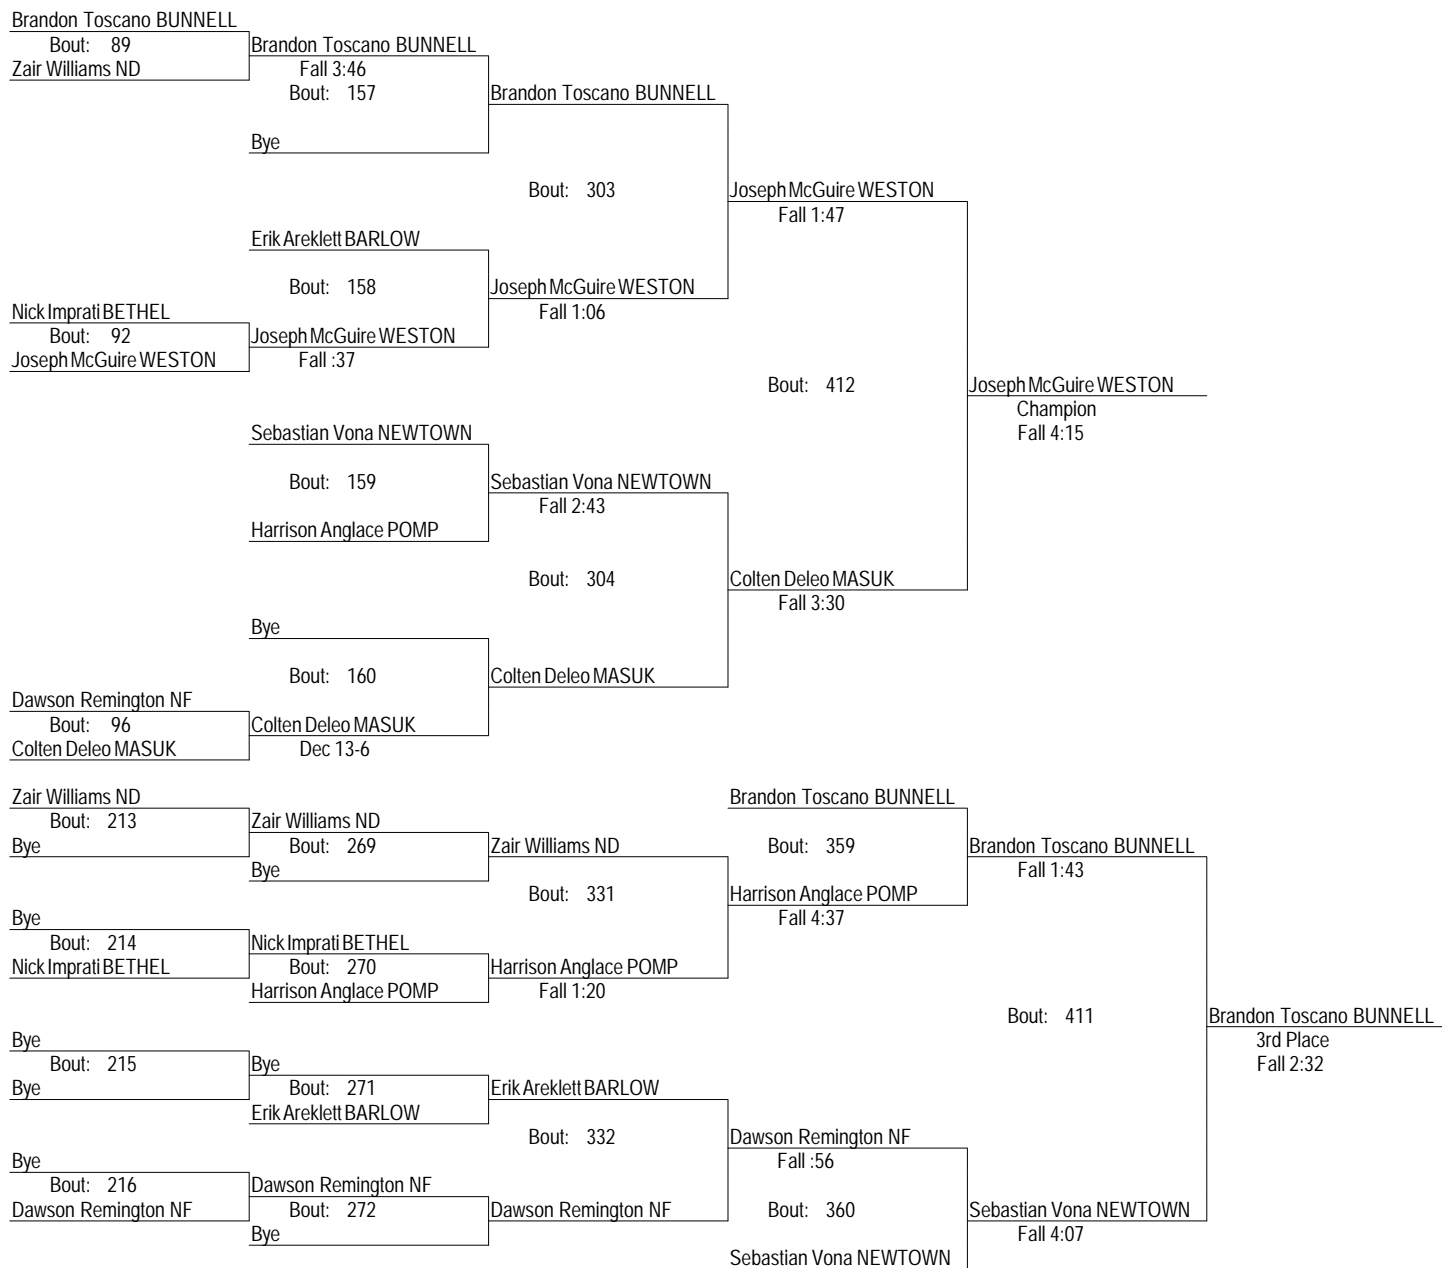 Brandon Toscano BUNNELL
Bout: 89
Brandon Toscano BUNNELL
Zair Williams ND
Fall 3:46
Bout: 157
Brandon Toscano BUNNELL
Bye
Bout: 303
Joseph McGuire WESTON
Fall 1:47
Erik Areklett BARLOW
Bout: 158
Joseph McGuire WESTON
Nick Imprati BETHEL
Fall 1:06
Bout: 92
Joseph McGuire WESTON
Joseph McGuire WESTON
Fall :37
Bout: 412
Joseph McGuire WESTON
Champion
Fall 4:15
Sebastian Vona NEWTOWN
Bout: 159
Sebastian Vona NEWTOWN
Fall 2:43
Harrison Anglace POMP
Bout: 304
Colten Deleo MASUK
Fall 3:30
Bye
Bout: 160
Colten Deleo MASUK
Dawson Remington NF
Bout: 96
Colten Deleo MASUK
Colten Deleo MASUK
Dec 13-6
Zair Williams ND
Brandon Toscano BUNNELL
Bout: 213
Zair Williams ND
Bye
Bout: 269
Zair Williams ND
Bout: 359
Brandon Toscano BUNNELL
Bye
Fall 1:43
Bout: 331
Harrison Anglace POMP
Bye
Fall 4:37
Bout: 214
Nick Imprati BETHEL
Nick Imprati BETHEL
Bout: 270
Harrison Anglace POMP
Harrison Anglace POMP
Fall 1:20
Bout: 411
Brandon Toscano BUNNELL
Bye
3rd Place
Bout: 215
Bye
Fall 2:32
Bye
Bout: 271
Erik Areklett BARLOW
Erik Areklett BARLOW
Bout: 332
Dawson Remington NF
Bye
Fall :56
Bout: 216
Dawson Remington NF
Dawson Remington NF
Bout: 272
Dawson Remington NF
Bout: 360
Sebastian Vona NEWTOWN
Bye
Fall 4:07
Sebastian Vona NEWTOWN